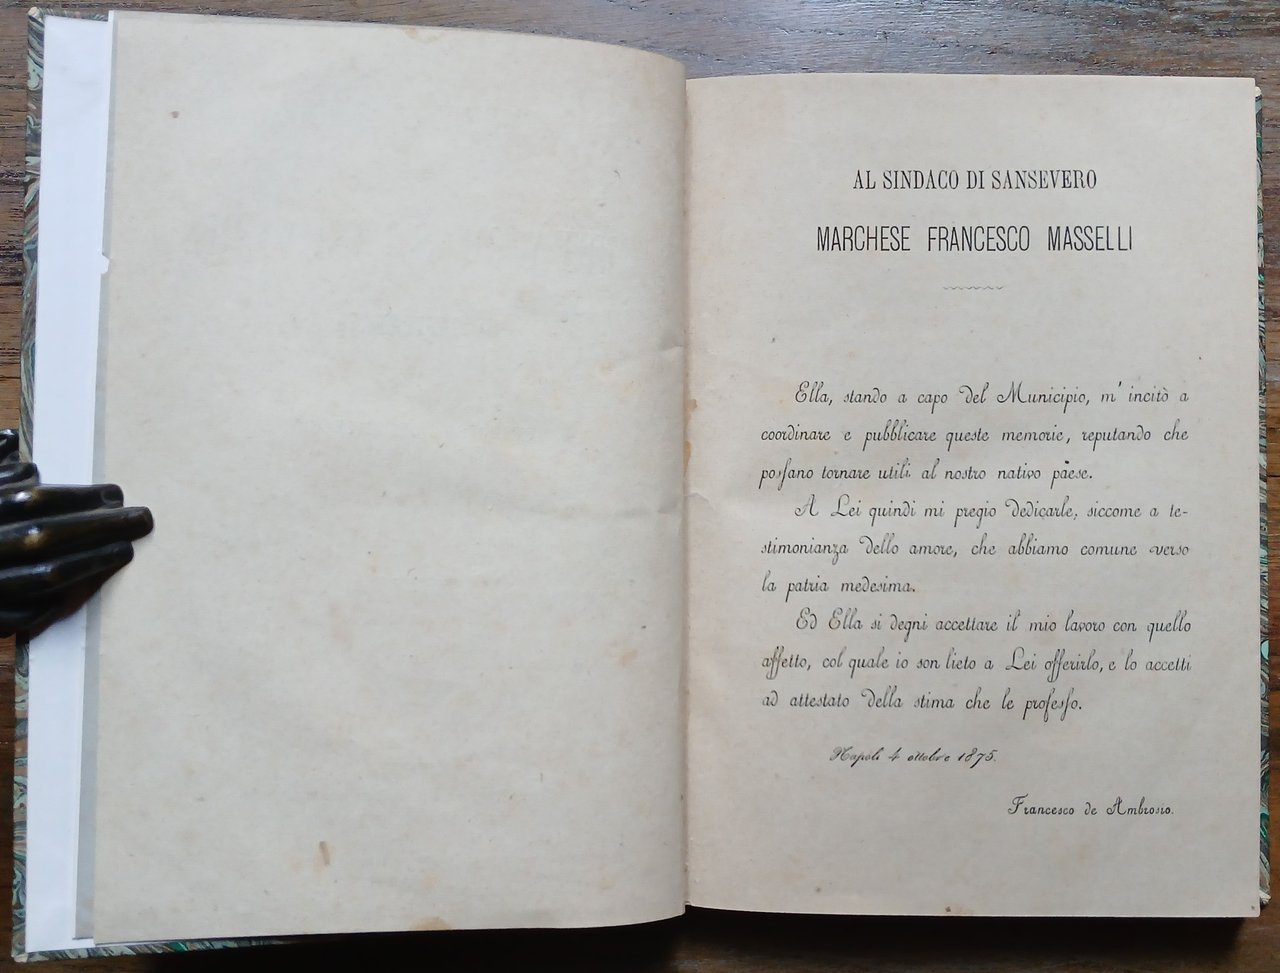 AL SINDACO DI SANSEVERO
MARCHESE FRANCESCO MASSELLI
Ella, stando a capo del Municipio, m' incitò a
coordinare e pubblicare queste memorie, reputando che
possano tornare utili al nostro nativo paese.
A Lei quindi mi pregio dedicarle, siccome a te-
stimonianza dello amore, che abbiamo comune verso
la patria medesima.
Ed Ella si degni accettare il mio lavoro con quello
affetto, col quale io son lieto a Lei offerirlo, e lo accetti
ad attestato della stima che le professo.
Napoli 4 ottobre 1875.
Francesco de Ambrosio.